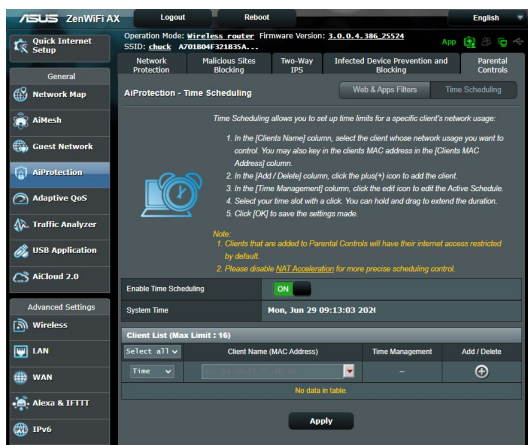 ASUS ZenWiFi AX Logout Reboot English
Operation Mode: Wireless router Firmware Version: 3.0.0.4.386_25524
SSID: chuck A701B04F321B35A... App
Quick Internet Setup
General
Network Map
AiMesh
Guest Network
AiProtection
Adaptive QoS
Traffic Analyzer
USB Application
AiCloud 2.0
Advanced Settings
Wireless
LAN
WAN
Alexa & IFTTT
IPv6
Network Protection Malicious Sites Blocking Two-Way IPS Infected Device Prevention and Blocking Parental Controls
AiProtection - Time Scheduling Web & Apps Filters Time Scheduling
Time Scheduling allows you to set up time limits for a specific client's network usage:
1. In the [Clients Name] column, select the client whose network usage you want to
control. You may also key in the clients MAC address in the [Clients MAC
Address] column.
2. In the [Add / Delete] column, click the plus(+) icon to add the client.
3. In the [Time Management] column, click the edit icon to edit the Active Schedule.
4. Select your time slot with a click. You can hold and drag to extend the duration.
5. Click [OK] to save the settings made.
Note:
1. Clients that are added to Parental Controls will have their internet access restricted
by default.
2. Please disable NAT Acceleration for more precise scheduling control.
Enable Time Scheduling ON
System Time Mon, Jun 29 09:13:03
Client List (Max Limit : 16)
Select all Client Name (MAC Address) Time Management Add / Delete
Time --
No data in table.
Apply